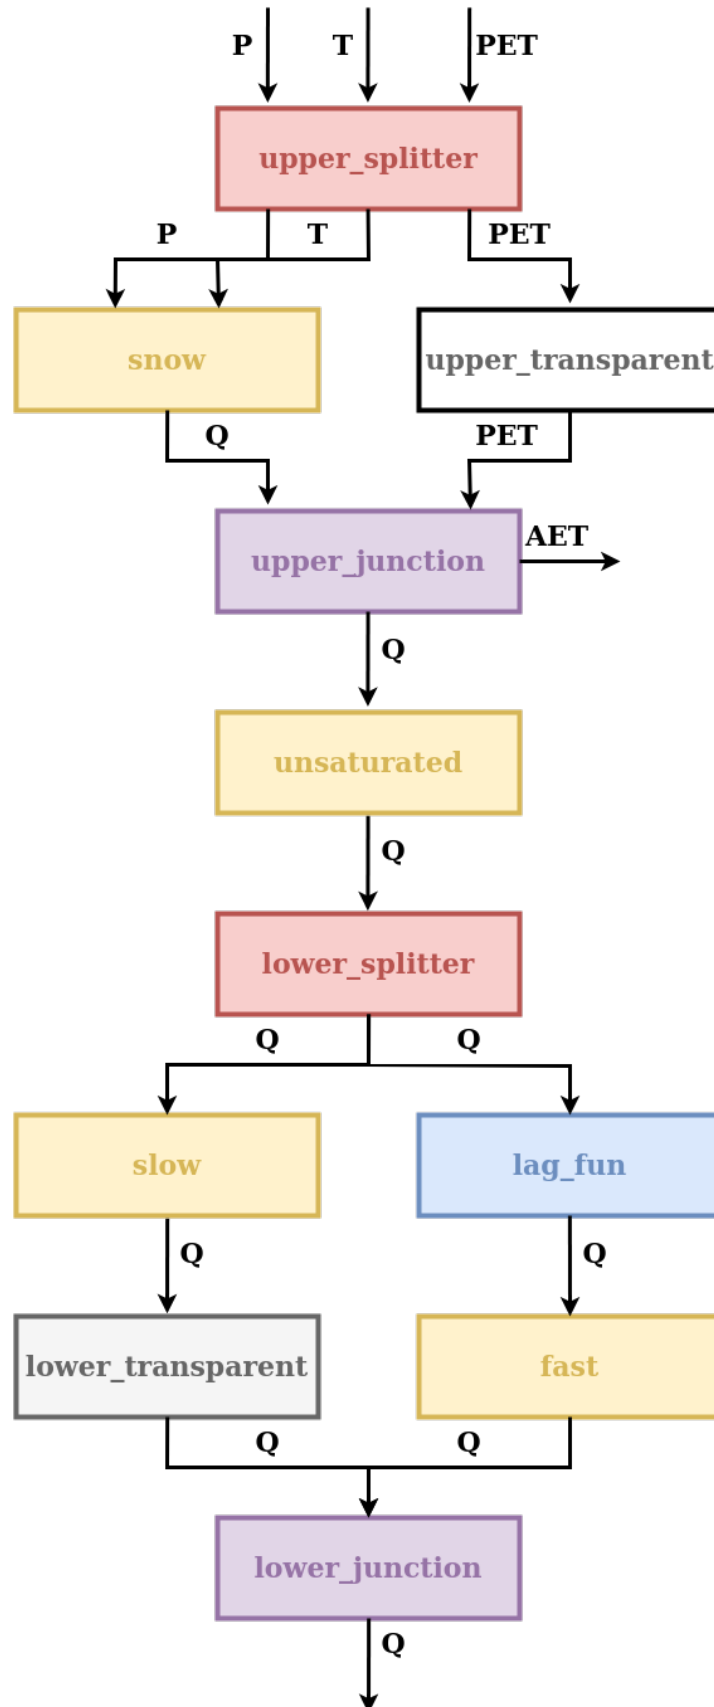 P T PET
upper_splitter
P T PET
snow upper_transparent
Q PET
upper_junction AET
Q
unsaturated
Q
lower_splitter
Q Q
slow lag_fun
Q Q
lower_transparent fast
Q Q
lower_junction
Q